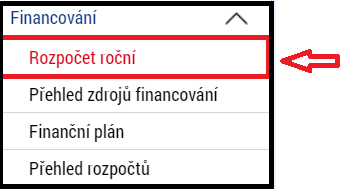 Financování
Rozpočet roční
Přehled zdrojů financování
Finanční plán
Přehled rozpočtů